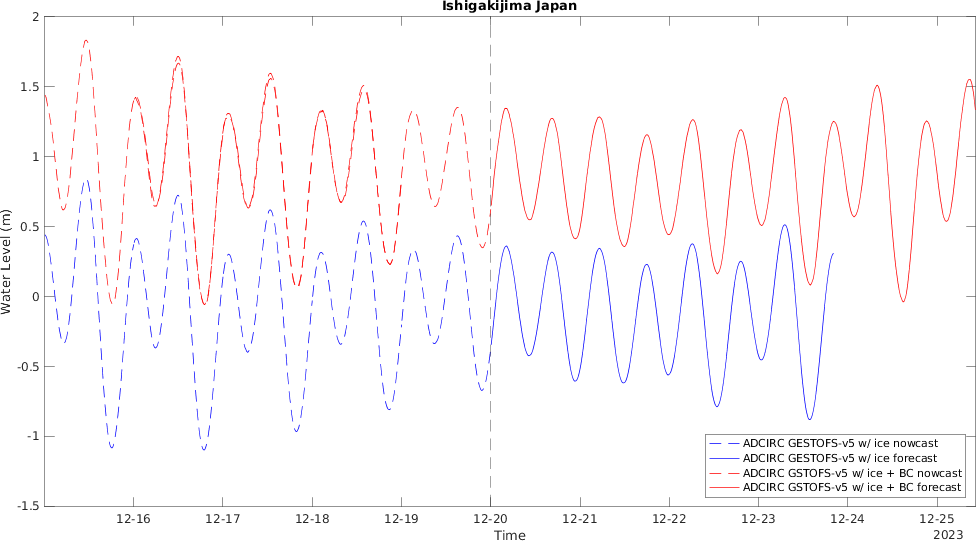 Ishigakijima Japan
2
1.5
1
0.5
0
-0.5
-1
-1.5
Water Level (m)
ADCIRC GESTOFS-v5 w/ ice nowcast
ADCIRC GESTOFS-v5 w/ ice forecast
ADCIRC GSTOFS-v5 w/ ice + BC nowcast
ADCIRC GSTOFS-v5 w/ ice + BC forecast
12-16 12-17 12-18 12-19 12-20 12-21 12-22 12-23 12-24 12-25
Time
2023